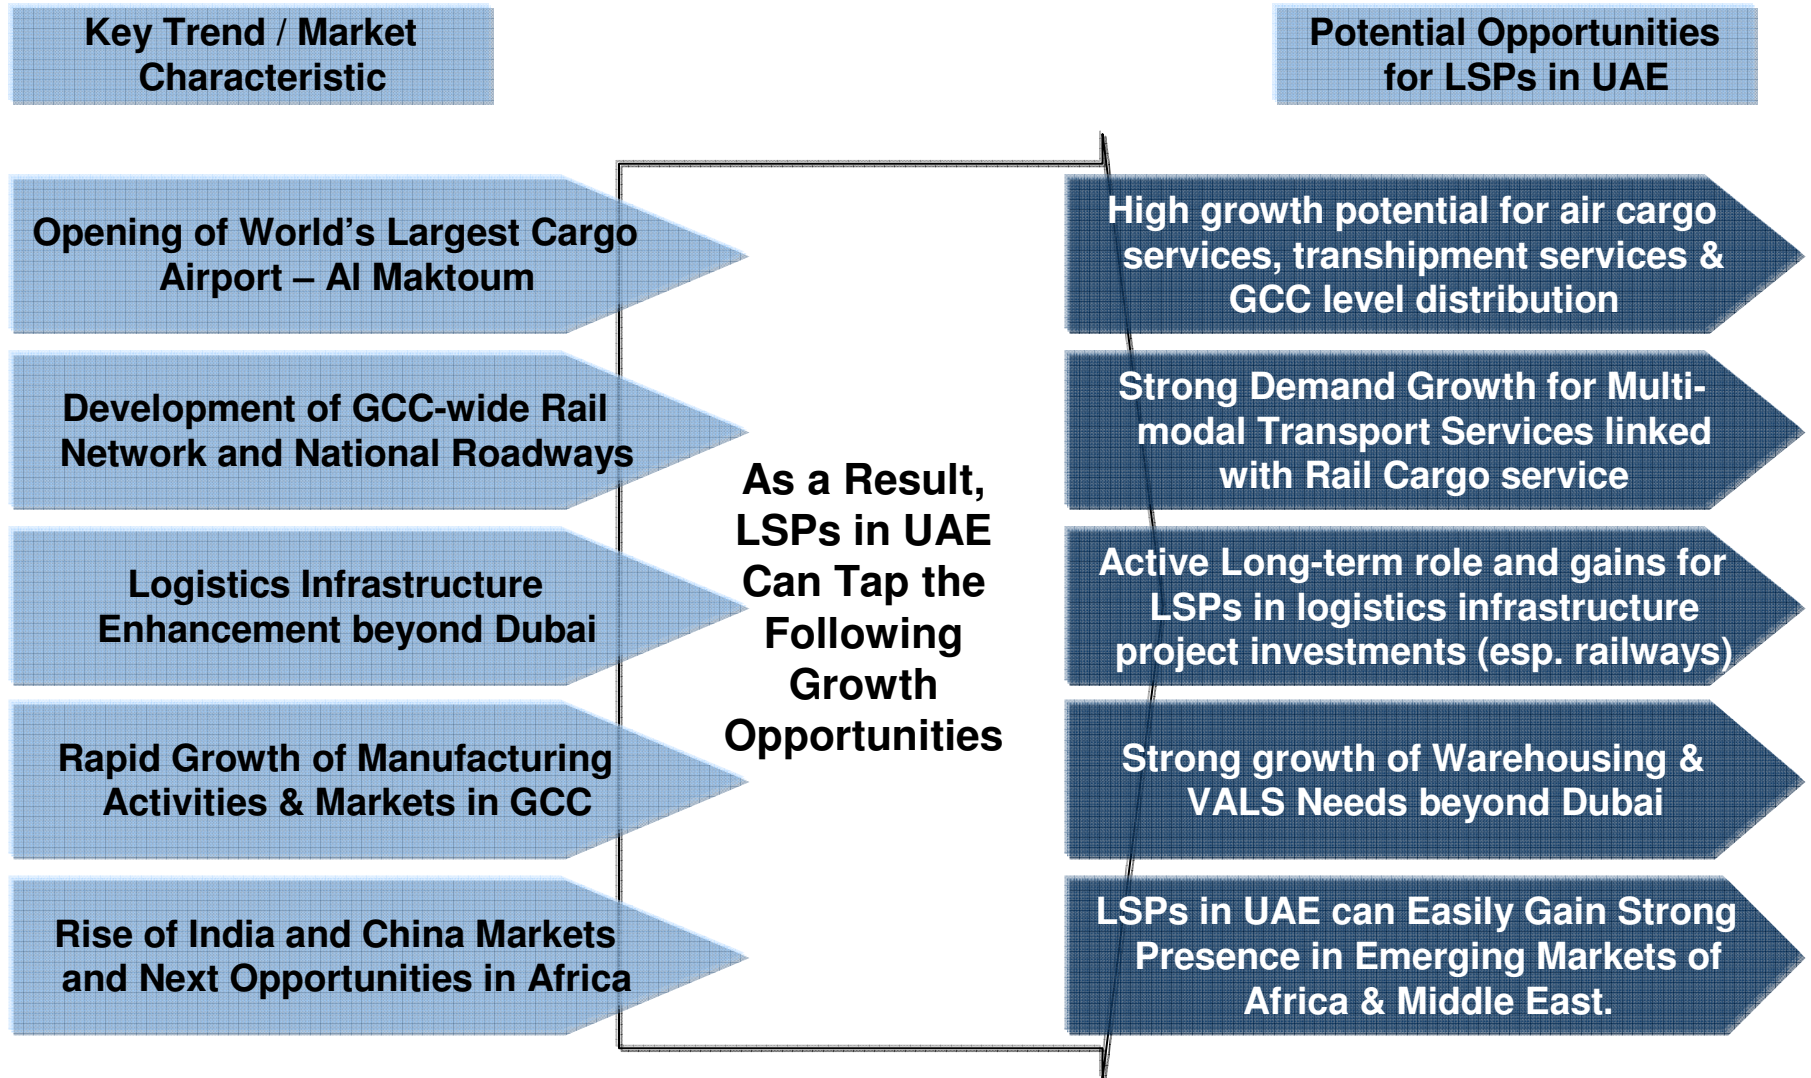 Key Trend / Market
Characteristic
Potential Opportunities
for LSPs in UAE
Opening of World's Largest Cargo
Airport – Al Maktoum
Development of GCC-wide Rail
Network and National Roadways
Logistics Infrastructure
Enhancement beyond Dubai
Rapid Growth of Manufacturing
Activities & Markets in GCC
Rise of India and China Markets
and Next Opportunities in Africa
As a Result,
LSPs in UAE
Can Tap the
Following
Growth
Opportunities
High growth potential for air cargo
services, transhipment services &
GCC level distribution
Strong Demand Growth for Multi-
modal Transport Services linked
with Rail Cargo service
Active Long-term role and gains for
LSPs in logistics infrastructure
project investments (esp. railways)
Strong growth of Warehousing &
VALS Needs beyond Dubai
LSPs in UAE can Easily Gain Strong
Presence in Emerging Markets of
Africa & Middle East.